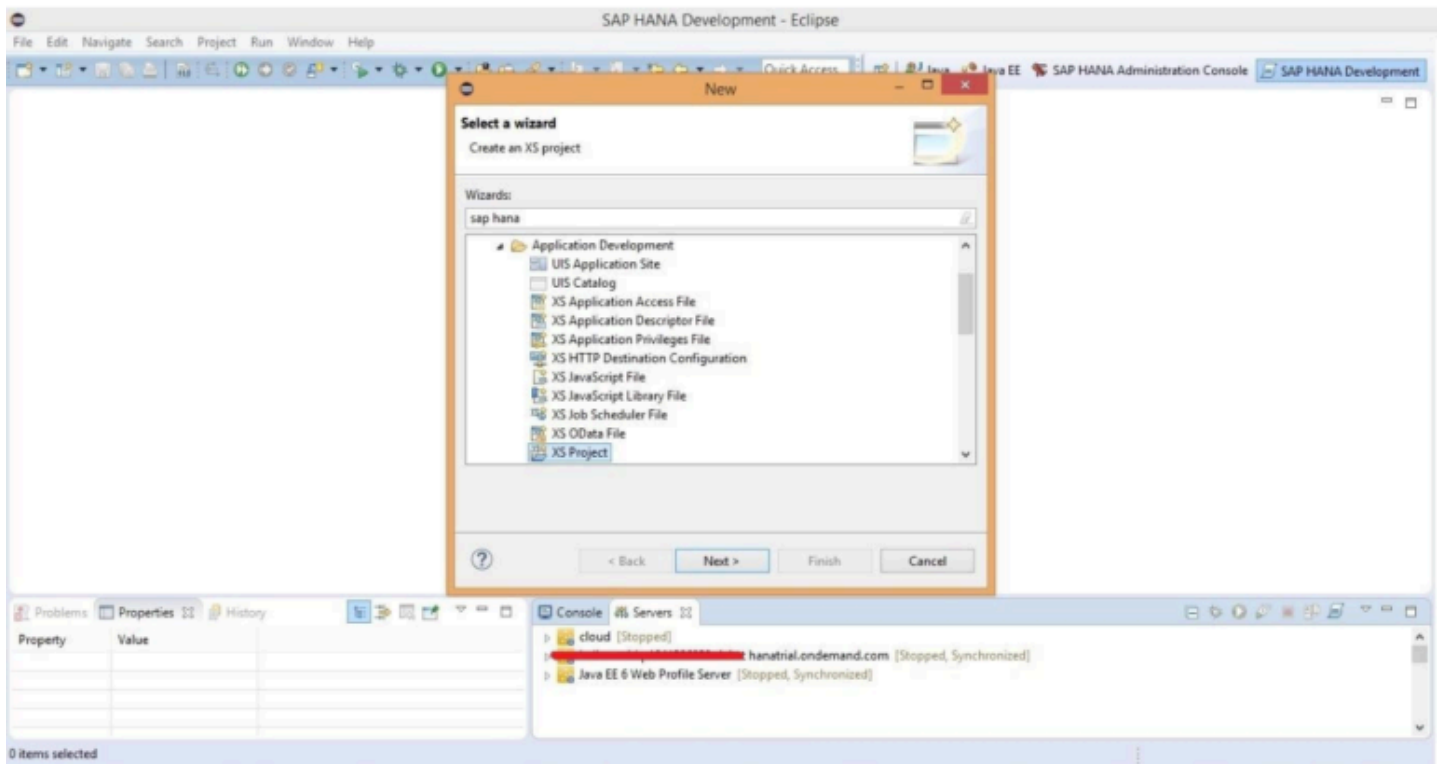 SAP HANA Development - Eclipse
File Edit Navigate Search Project Run Window Help
Quick Access Java Java EE SAP HANA Administration Console SAP HANA Development
New
Select a wizard
Create an XS project
Wizards:
sap hana
Application Development
UIS Application Site
UIS Catalog
XS Application Access File
XS Application Descriptor File
XS Application Privileges File
XS HTTP Destination Configuration
XS JavaScript File
XS JavaScript Library File
XS Job Scheduler File
XS OData File
XS Project
< Back Next > Finish Cancel
Problems Properties History
Property Value
Console Servers
cloud [Stopped]
hanatrial.ondemand.com [Stopped, Synchronized]
Java EE 6 Web Profile Server [Stopped, Synchronized]
0 items selected